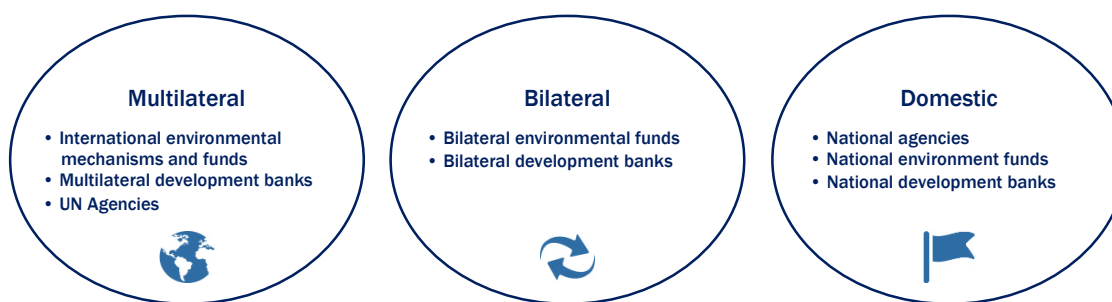 Multilateral
• International environmental
mechanisms and funds
• Multilateral development banks
• UN Agencies
Bilateral
• Bilateral environmental funds
• Bilateral development banks
Domestic
• National agencies
• National environment funds
• National development banks